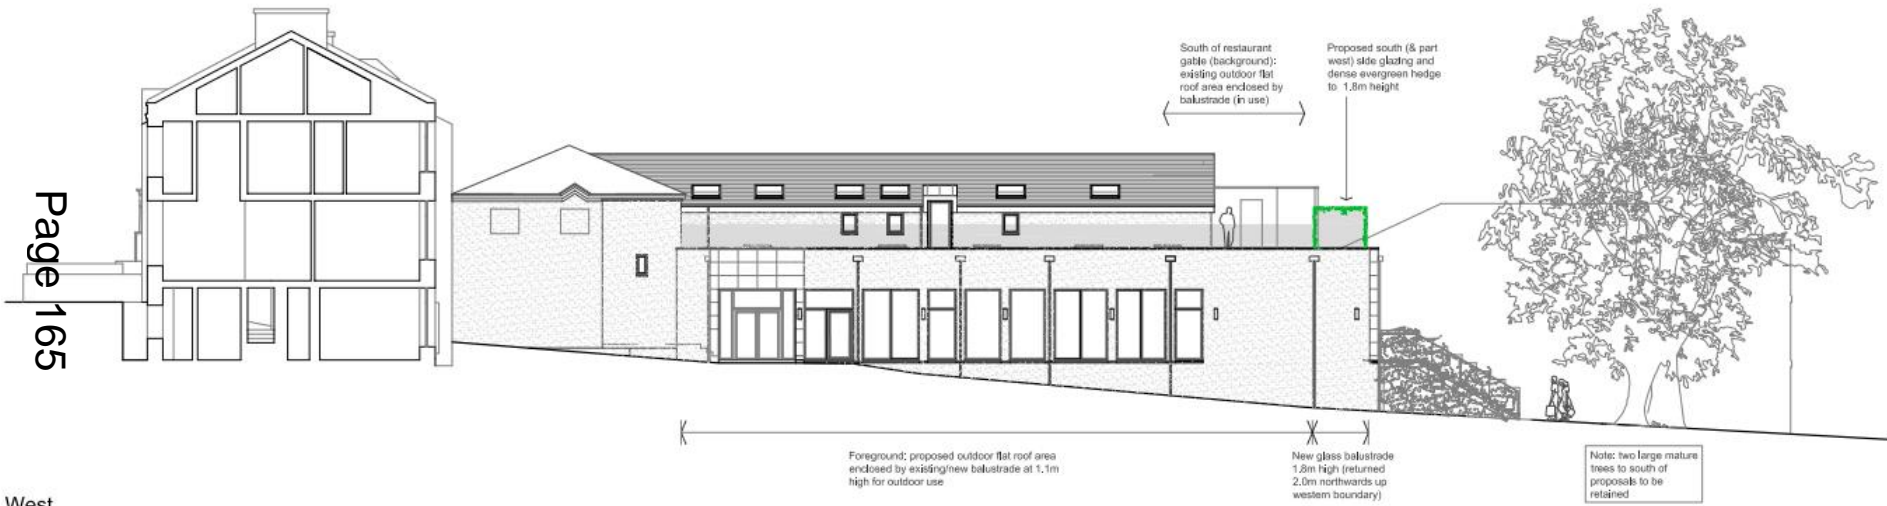 South of restaurant
gable (background):
existing outdoor flat
roof area enclosed by
balustrade (in use)
Proposed south (& part
west) side glazing and
dense evergreen hedge
to 1.8m height
Page 165
Foreground: proposed outdoor flat roof area
enclosed by existing/new balustrade at 1.1m
high for outdoor use
New glass balustrade
1.8m high (returned
2.0m northwards up
western boundary)
Note: two large mature
trees to south of
proposals to be
retained
West